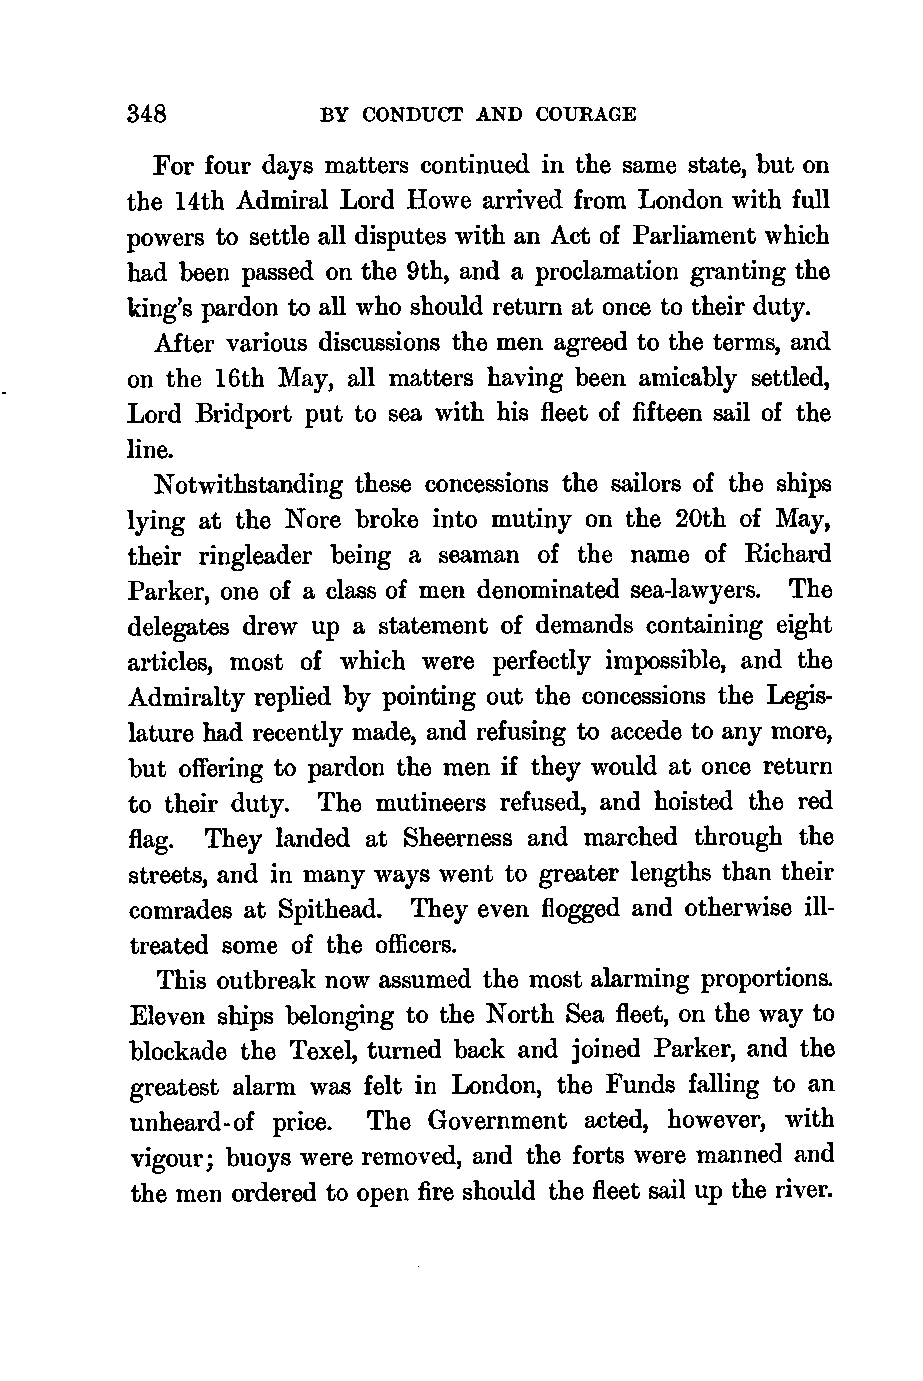 348 BY CONDUCT AND COURAGE
For four days matters continued in the same state, but on
the 14th Admiral Lord Howe arrived from London with full
powers to settle all disputes with an Act of Parliament which
had been passed on the 9th, and a proclamation granting the
king's pardon to all who should return at once to their duty.
After various discussions the men agreed to the terms, and
on the 16th May, all matters having been amicably settled,
Lord Bridport put to sea with his fleet of fifteen sail of the
line.
Notwithstanding these concessions the sailors of the ships
lying at the Nore broke into mutiny on the 20th of May,
their ringleader being a seaman of the name of Richard
Parker, one of a class of men denominated sea-lawyers. The
delegates drew up a statement of demands containing eight
articles, most of which were perfectly impossible, and the
Admiralty replied by pointing out the concessions the Legis-
lature had recently made, and refusing to accede to any more,
but offering to pardon the men if they would at once return
to their duty. The mutineers refused, and hoisted the red
flag. They landed at Sheerness and marched through the
streets, and in many ways went to greater lengths than their
comrades at Spithead. They even flogged and otherwise ill-
treated some of the officers.
This outbreak now assumed the most alarming proportions.
Eleven ships belonging to the North Sea fleet, on the way to
blockade the Texel, turned back and joined Parker, and the
greatest alarm was felt in London, the Funds falling to an
unheard-of price. The Government acted, however, with
vigour; buoys were removed, and the forts were manned and
the men ordered to open fire should the fleet sail up the river.